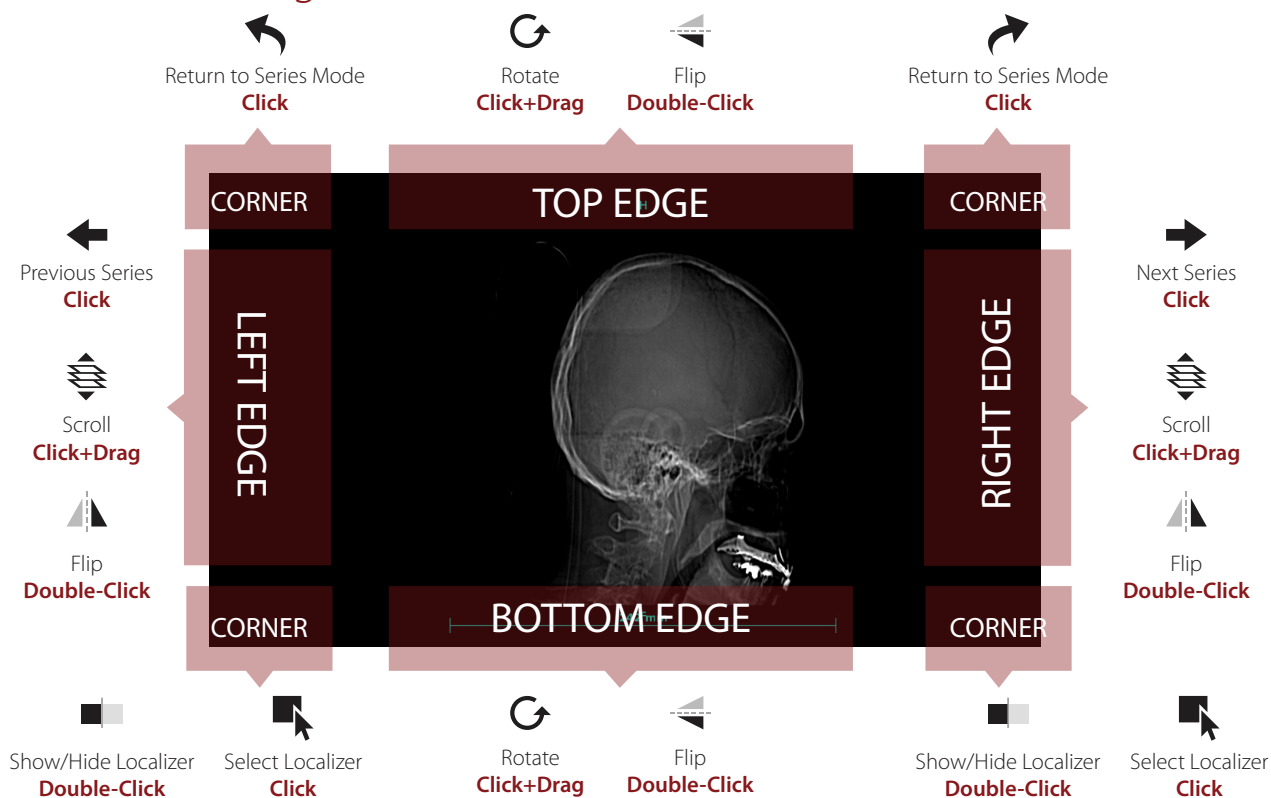 Return to Series Mode
Click
Rotate
Click+Drag
Flip
Double-Click
Return to Series Mode
Click
CORNER
TOP EDGE
H
CORNER
Previous Series
Click
Scroll
Click+Drag
Flip
Double-Click
LEFT EDGE
RIGHT EDGE
Next Series
Click
Scroll
Click+Drag
Flip
Double-Click
CORNER
BOTTOM EDGE
CORNER
Show/Hide Localizer
Double-Click
Select Localizer
Click
Rotate
Click+Drag
Flip
Double-Click
Show/Hide Localizer
Double-Click
Select Localizer
Click